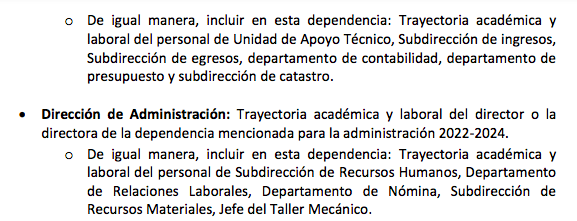 o De igual manera, incluir en esta dependencia: Trayectoria académica y
laboral del personal de Unidad de Apoyo Técnico, Subdirección de ingresos,
Subdirección de egresos, departamento de contabilidad, departamento de
presupuesto y subdirección de catastro.
• Dirección de Administración: Trayectoria académica y laboral del director o la
directora de la dependencia mencionada para la administración 2022-2024.
o De igual manera, incluir en esta dependencia: Trayectoria académica y
laboral del personal de Subdirección de Recursos Humanos, Departamento
de Relaciones Laborales, Departamento de Nómina, Subdirección de
Recursos Materiales, Jefe del Taller Mecánico.